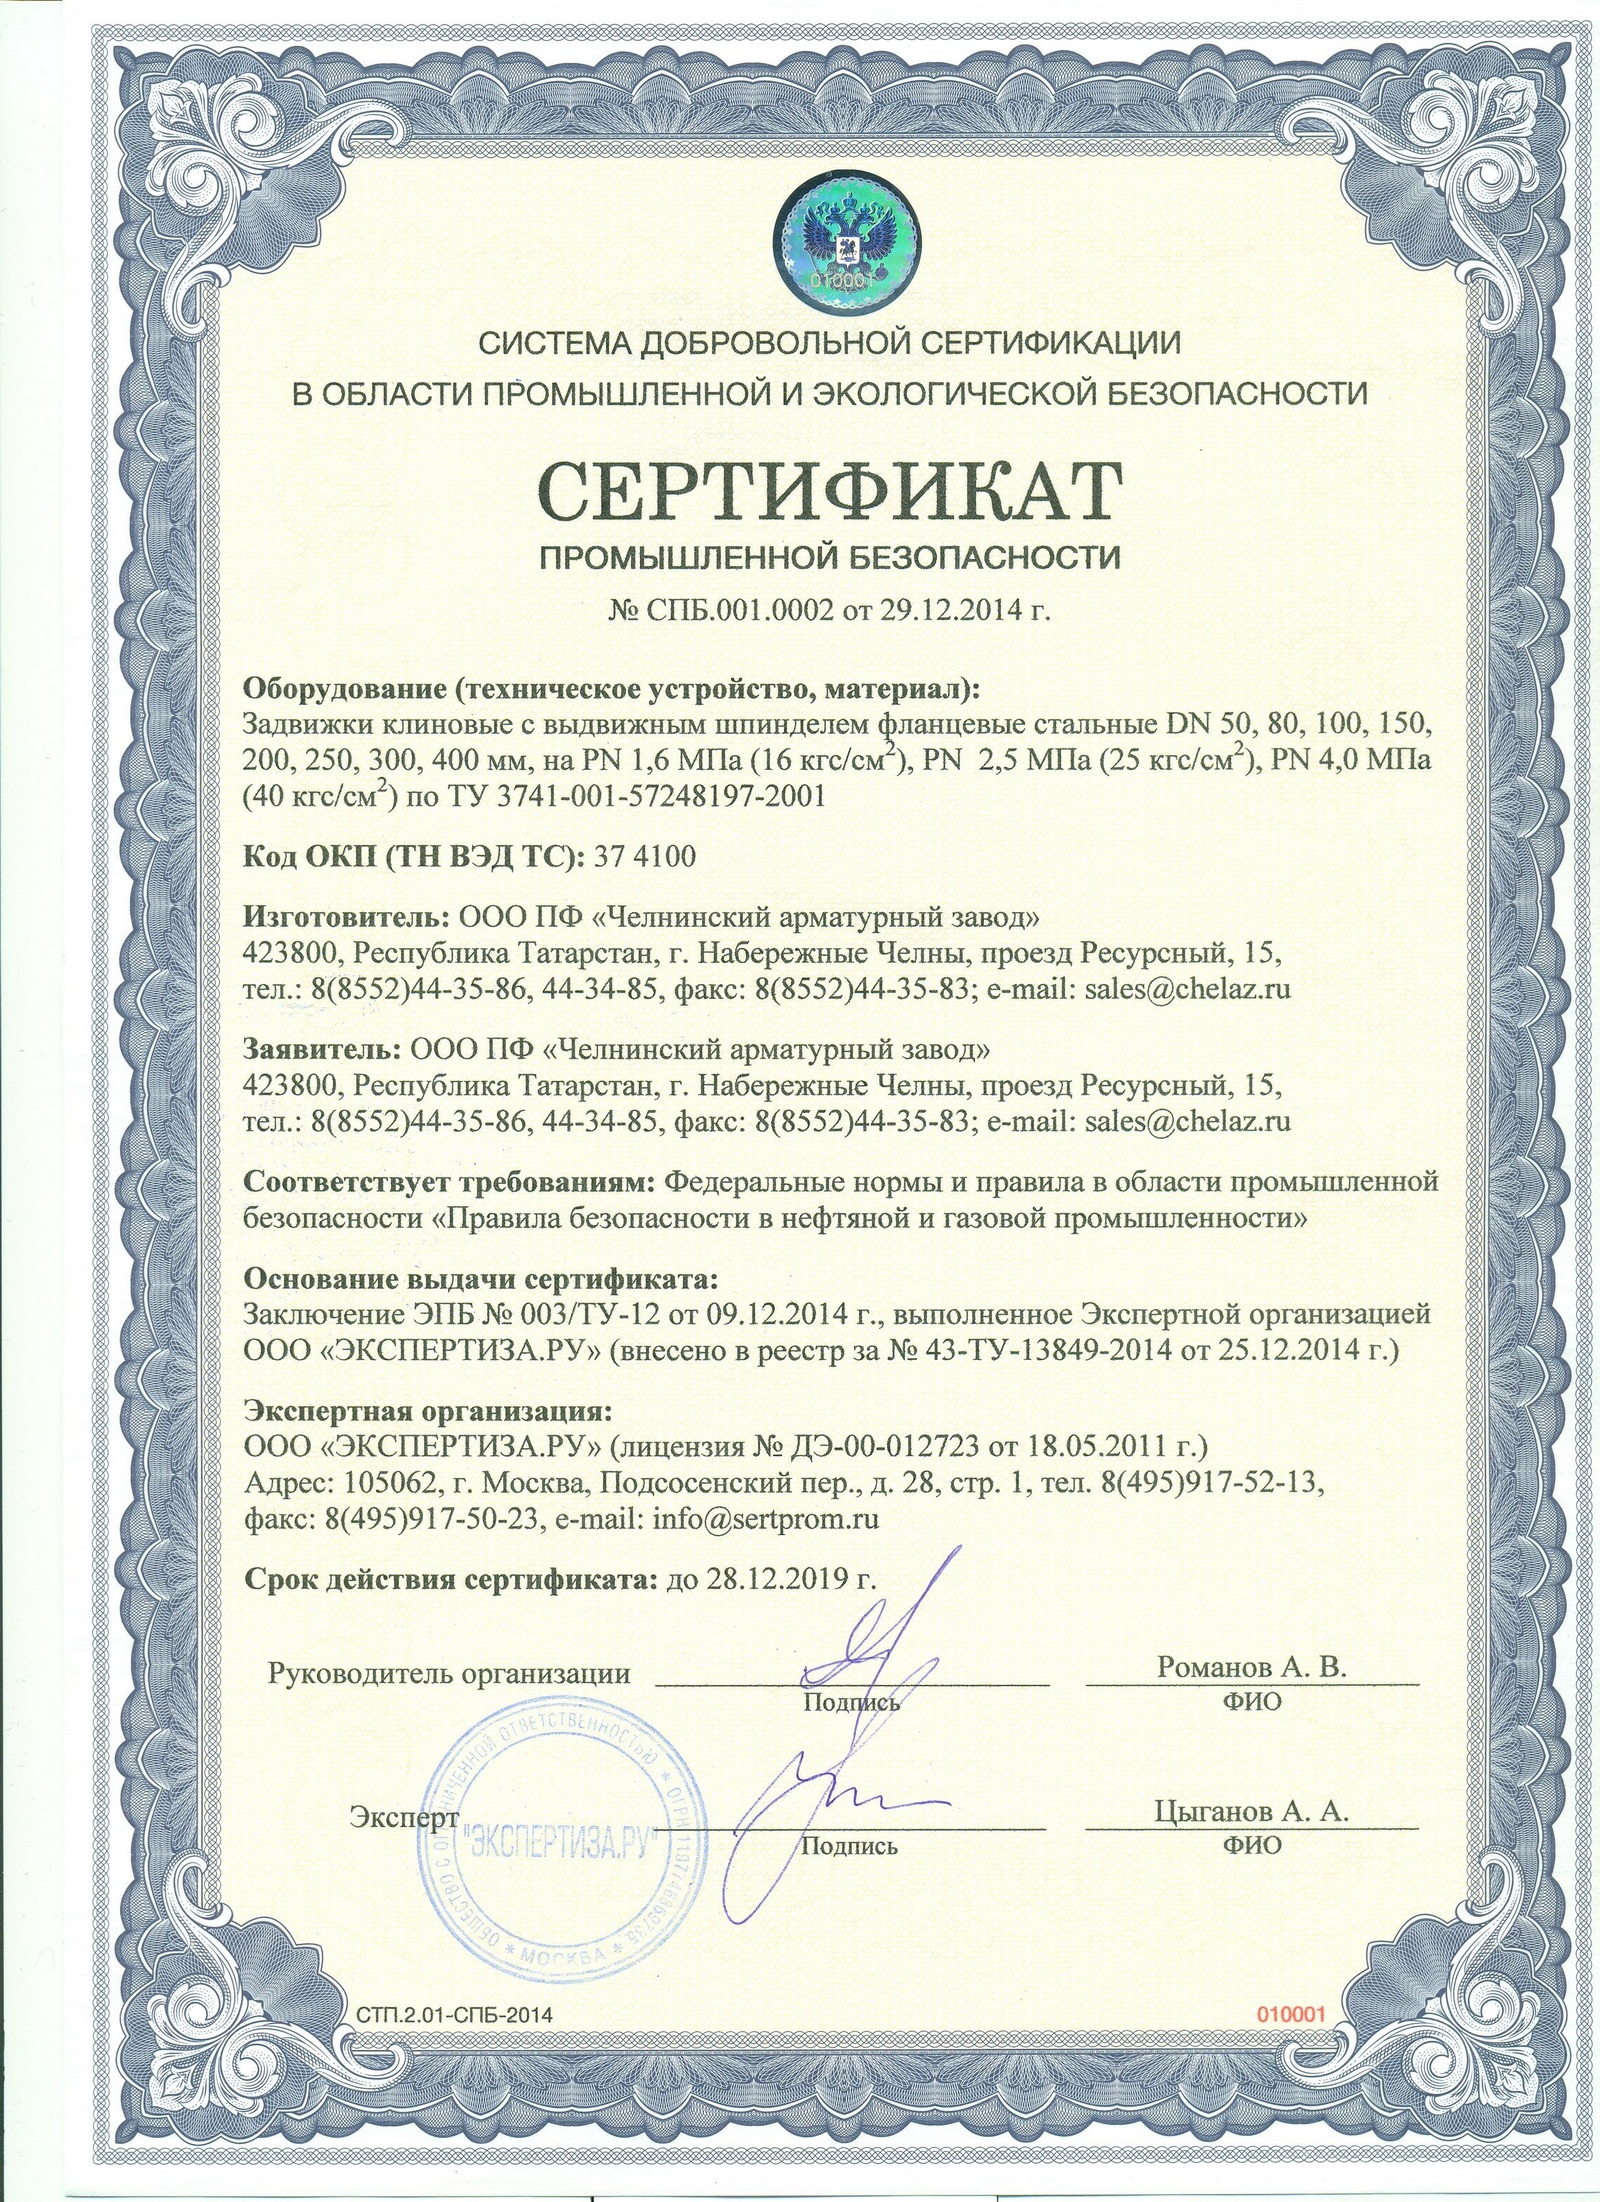 010001
СИСТЕМА ДОБРОВОЛЬНОЙ СЕРТИФИКАЦИИ
В ОБЛАСТИ ПРОМЫШЛЕННОЙ И ЭКОЛОГИЧЕСКОЙ БЕЗОПАСНОСТИ
СЕРТИФИКАТ
ПРОМЫШЛЕННОЙ БЕЗОПАСНОСТИ
№ СПБ.001.0002 от 29.12.2014 г.
Оборудование (техническое устройство, материал):
Задвижки клиновые с выдвижным шпинделем фланцевые стальные DN 50, 80, 100, 150,
200, 250, 300, 400 мм, на PN 1,6 МПа (16 кгс/см²), PN 2,5 МПа (25 кгс/см²), PN 4,0 МПа
(40 кгс/см²) по ТУ 3741-001-57248197-2001
Код ОКП (ТН ВЭД ТС): 37 4100
Изготовитель: ООО ПФ «Челнинский арматурный завод»
423800, Республика Татарстан, г. Набережные Челны, проезд Ресурсный, 15,
тел.: 8(8552)44-35-86, 44-34-85, факс: 8(8552)44-35-83; e-mail: sales@chelaz.ru
Заявитель: ООО ПФ «Челнинский арматурный завод»
423800, Республика Татарстан, г. Набережные Челны, проезд Ресурсный, 15,
тел.: 8(8552)44-35-86, 44-34-85, факс: 8(8552)44-35-83; e-mail: sales@chelaz.ru
Соответствует требованиям: Федеральные нормы и правила в области промышленной
безопасности «Правила безопасности в нефтяной и газовой промышленности»
Основание выдачи сертификата:
Заключение ЭПБ № 003/ТУ-12 от 09.12.2014 г., выполненное Экспертной организацией
ООО «ЭКСПЕРТИЗА.РУ» (внесено в реестр за № 43-ТУ-13849-2014 от 25.12.2014 г.)
Экспертная организация:
ООО «ЭКСПЕРТИЗА.РУ» (лицензия № ДЭ-00-012723 от 18.05.2011 г.)
Адрес: 105062, г. Москва, Подсосенский пер., д. 28, стр. 1, тел. 8(495)917-52-13,
факс: 8(495)917-50-23, e-mail: info@sertprom.ru
Срок действия сертификата: до 28.12.2019 г.
Руководитель организации
Романов А. В.
Подпись
ФИО
Эксперт
Цыганов А. А.
Подпись
ФИО
ОБЩЕСТВО С ОГРАНИЧЕННОЙ ОТВЕТСТВЕННОСТЬЮ * ОГРН
* МОСКВА *
"ЭКСПЕРТИЗА.РУ"
СТП.2.01-СПБ-2014
010001